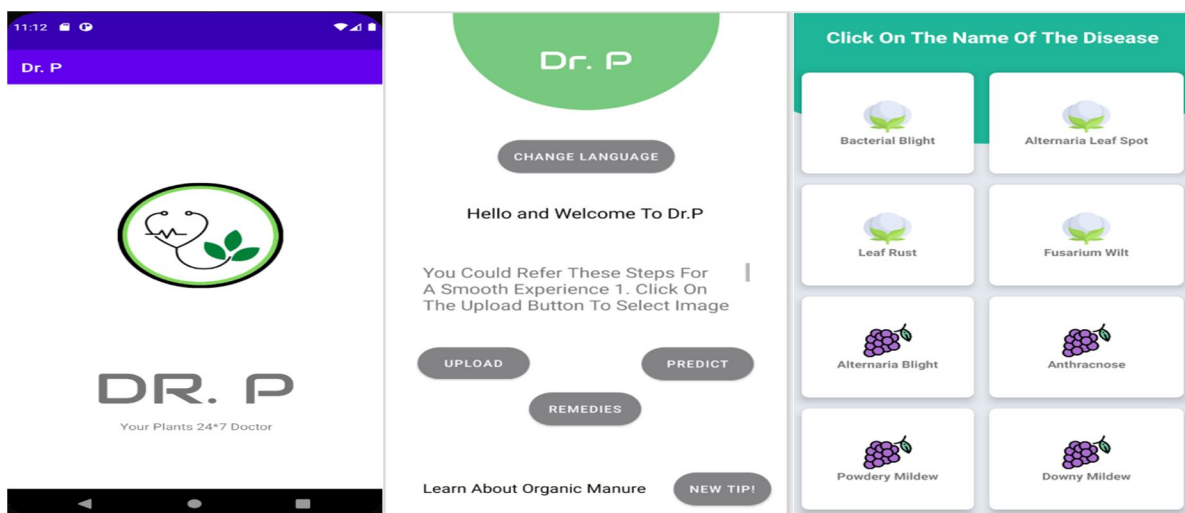 11:12
Dr. P
DR. P
Your Plants 24*7 Doctor
Dr. P
CHANGE LANGUAGE
Hello and Welcome To Dr.P
You Could Refer These Steps For
A Smooth Experience 1. Click On
The Upload Button To Select Image
UPLOAD
PREDICT
REMEDIES
Learn About Organic Manure
NEW TIP!
Click On The Name Of The Disease
Bacterial Blight
Alternaria Leaf Spot
Leaf Rust
Fusarium Wilt
Alternaria Blight
Anthracnose
Powdery Mildew
Downy Mildew